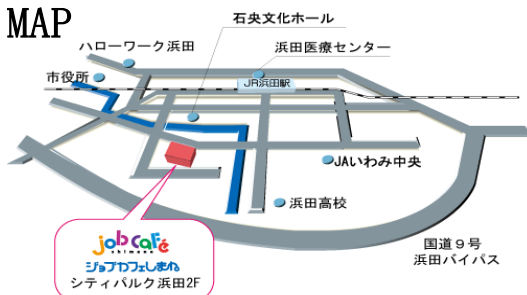 MAP
石央文化ホール
ハローワーク浜田
浜田医療センター
市役所
JR浜田駅
JAいわみ中央
浜田高校
job café
shimane
ジョブカフェしまね
シティパルク浜田2F
国道9号
浜田バイパス